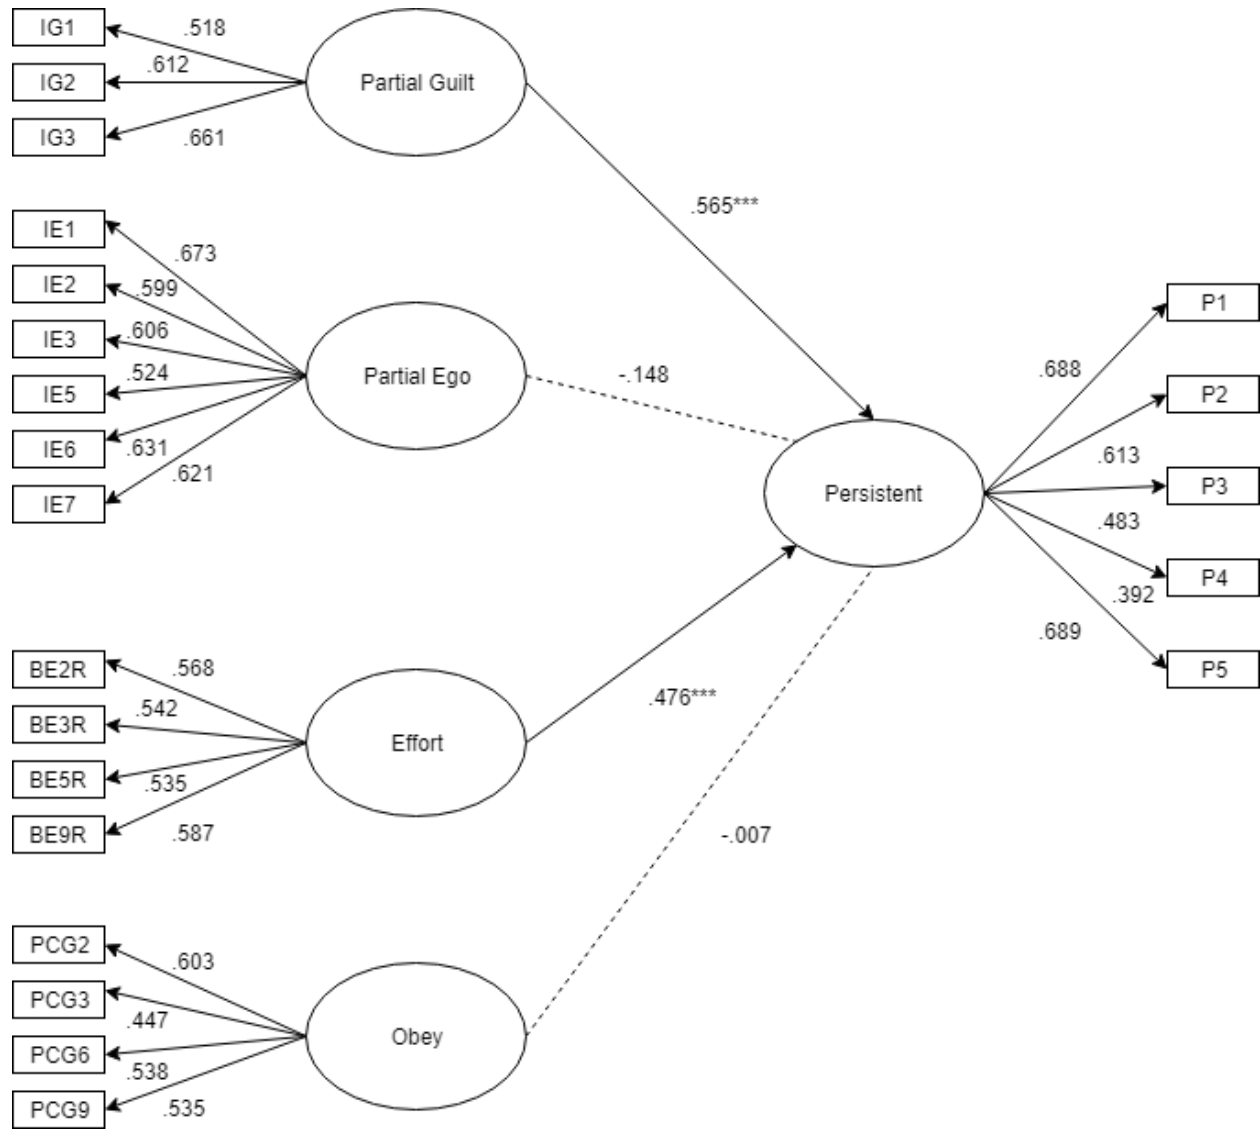 IG1
.518
IG2
.612
IG3
.661
Partial Guilt
.565***
IE1
.673
IE2
.599
IE3
.606
IE5
.524
IE6
.631
IE7
.621
Partial Ego
-.148
Persistent
P1
.688
P2
.613
P3
.483
P4
.392
P5
.689
BE2R
.568
BE3R
.542
BE5R
.535
BE9R
.587
Effort
.476***
-.007
PCG2
.603
PCG3
.447
PCG6
.538
PCG9
.535
Obey